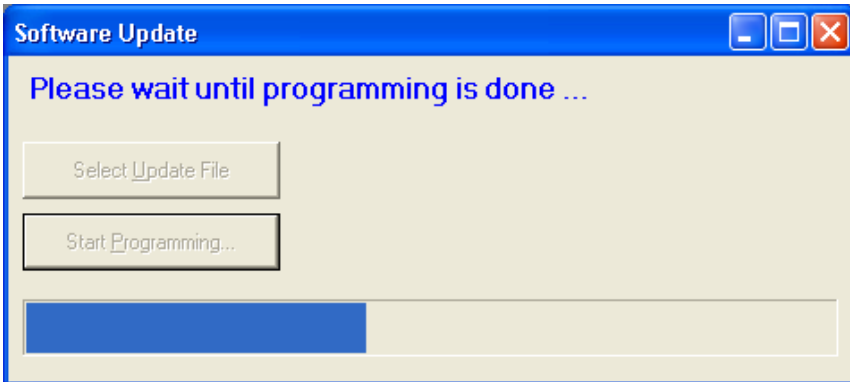 Software Update
Please wait until programming is done ...
Select Update File
Start Programming...